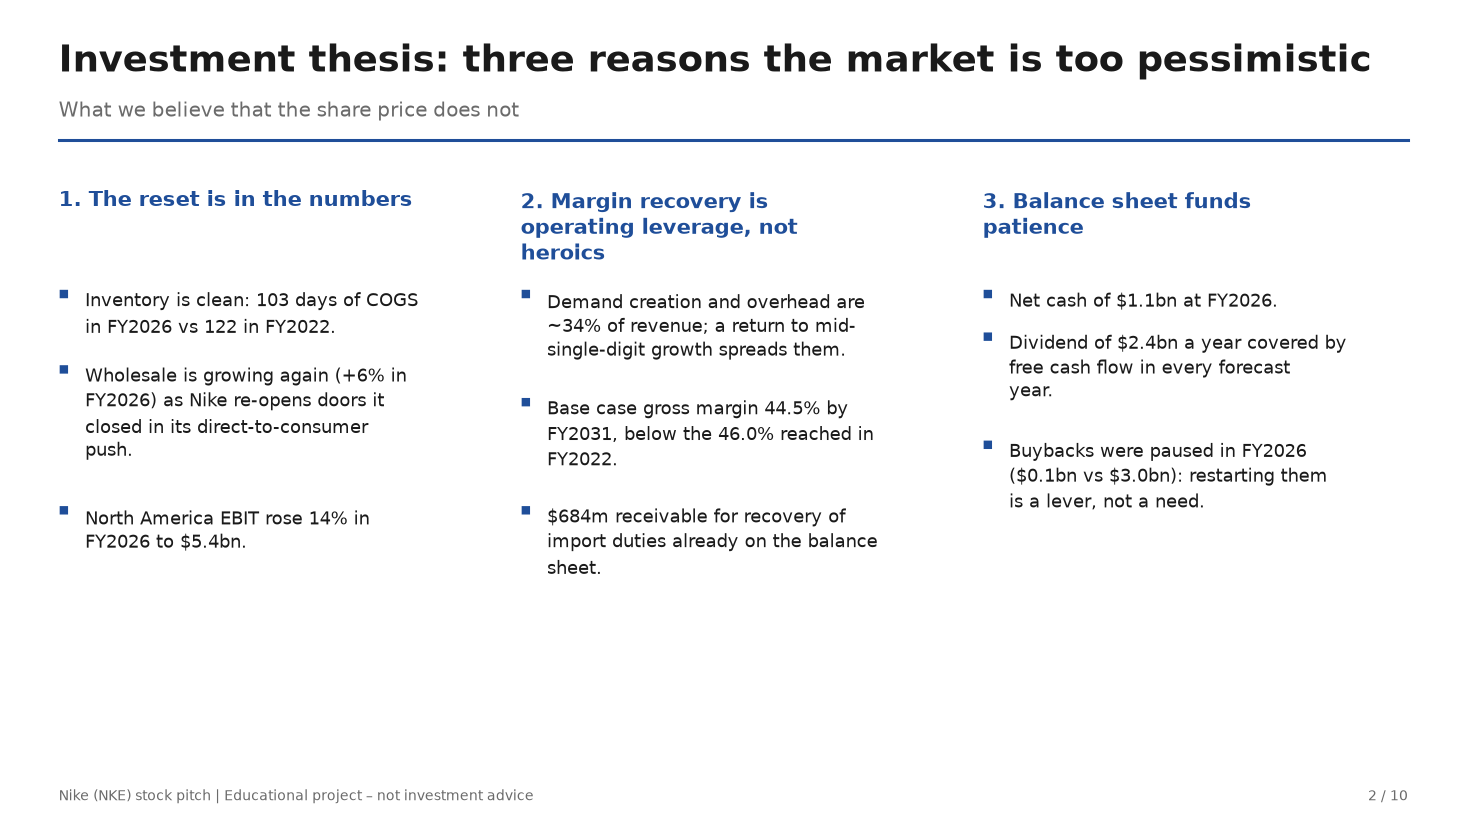 Investment thesis: three reasons the market is too pessimistic
What we believe that the share price does not
1. The reset is in the numbers
Inventory is clean: 103 days of COGS
in FY2026 vs 122 in FY2022.
Wholesale is growing again (+6% in
FY2026) as Nike re-opens doors it
closed in its direct-to-consumer
push.
North America EBIT rose 14% in
FY2026 to $5.4bn.
2. Margin recovery is
operating leverage, not
heroics
Demand creation and overhead are
~34% of revenue; a return to mid-
single-digit growth spreads them.
Base case gross margin 44.5% by
FY2031, below the 46.0% reached in
FY2022.
$684m receivable for recovery of
import duties already on the balance
sheet.
3. Balance sheet funds
patience
Net cash of $1.1bn at FY2026.
Dividend of $2.4bn a year covered by
free cash flow in every forecast
year.
Buybacks were paused in FY2026
($0.1bn vs $3.0bn): restarting them
is a lever, not a need.
Nike (NKE) stock pitch | Educational project – not investment advice
2 / 10